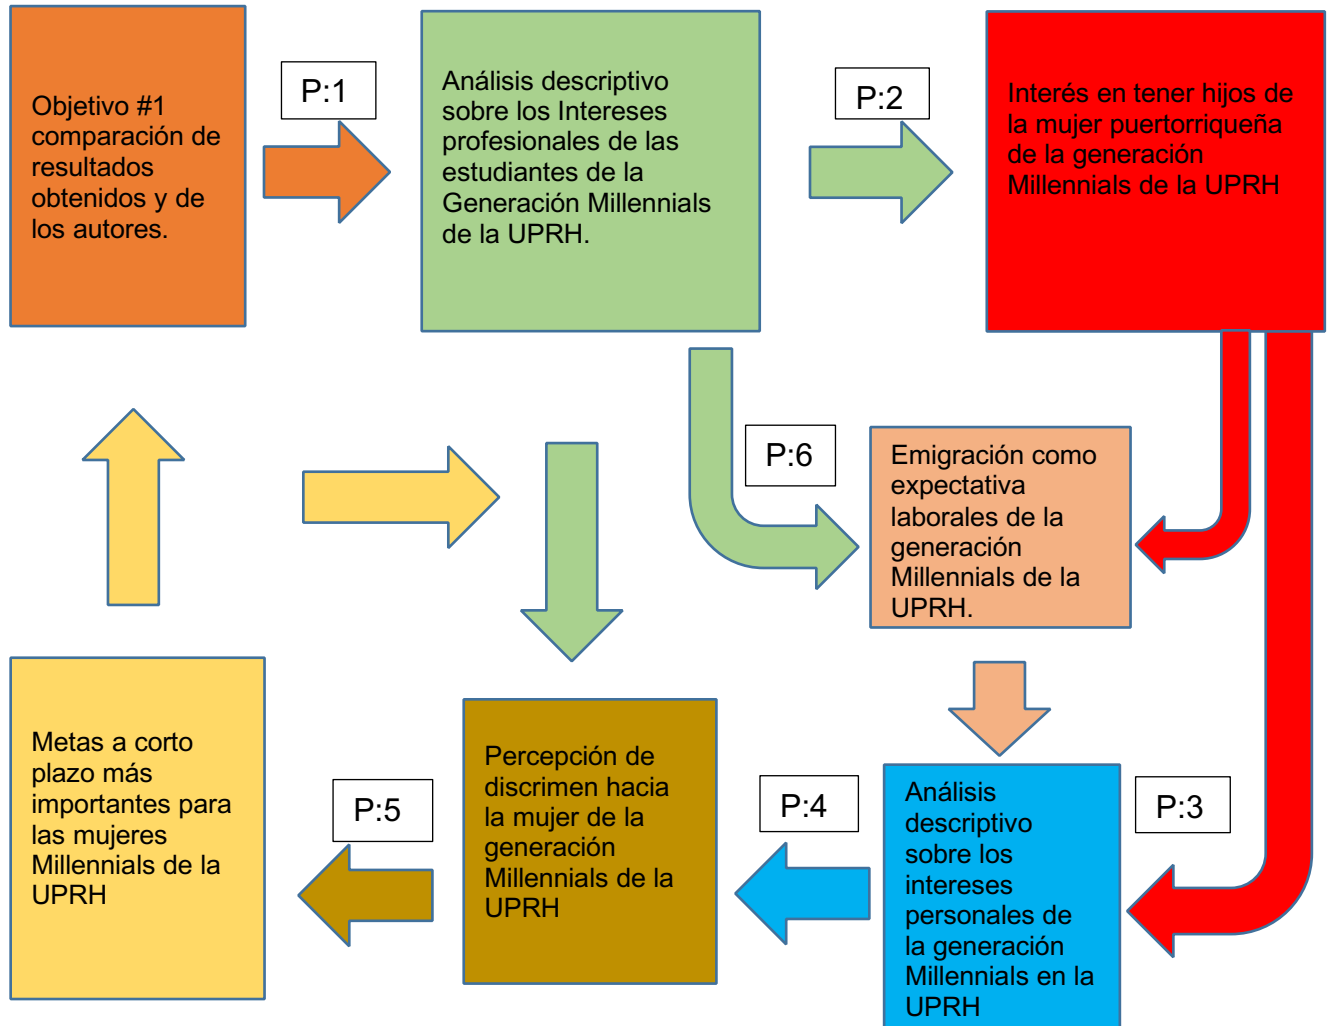 Objetivo #1
comparación de
resultados
obtenidos y de
los autores.
P:1
Análisis descriptivo
sobre los Intereses
profesionales de las
estudiantes de la
Generación Millennials
de la UPRH.
P:2
Interés en tener hijos de
la mujer puertorriqueña
de la generación
Millennials de la UPRH
P:6
Emigración como
expectativa
laborales de la
generación
Millennials de la
UPRH.
Metas a corto
plazo más
importantes para
las mujeres
Millennials de la
UPRH
P:5
Percepción de
discrimen hacia
la mujer de la
generación
Millennials de la
UPRH
P:4
Análisis
descriptivo
sobre los
intereses
personales de
la generación
Millennials en la
UPRH
P:3